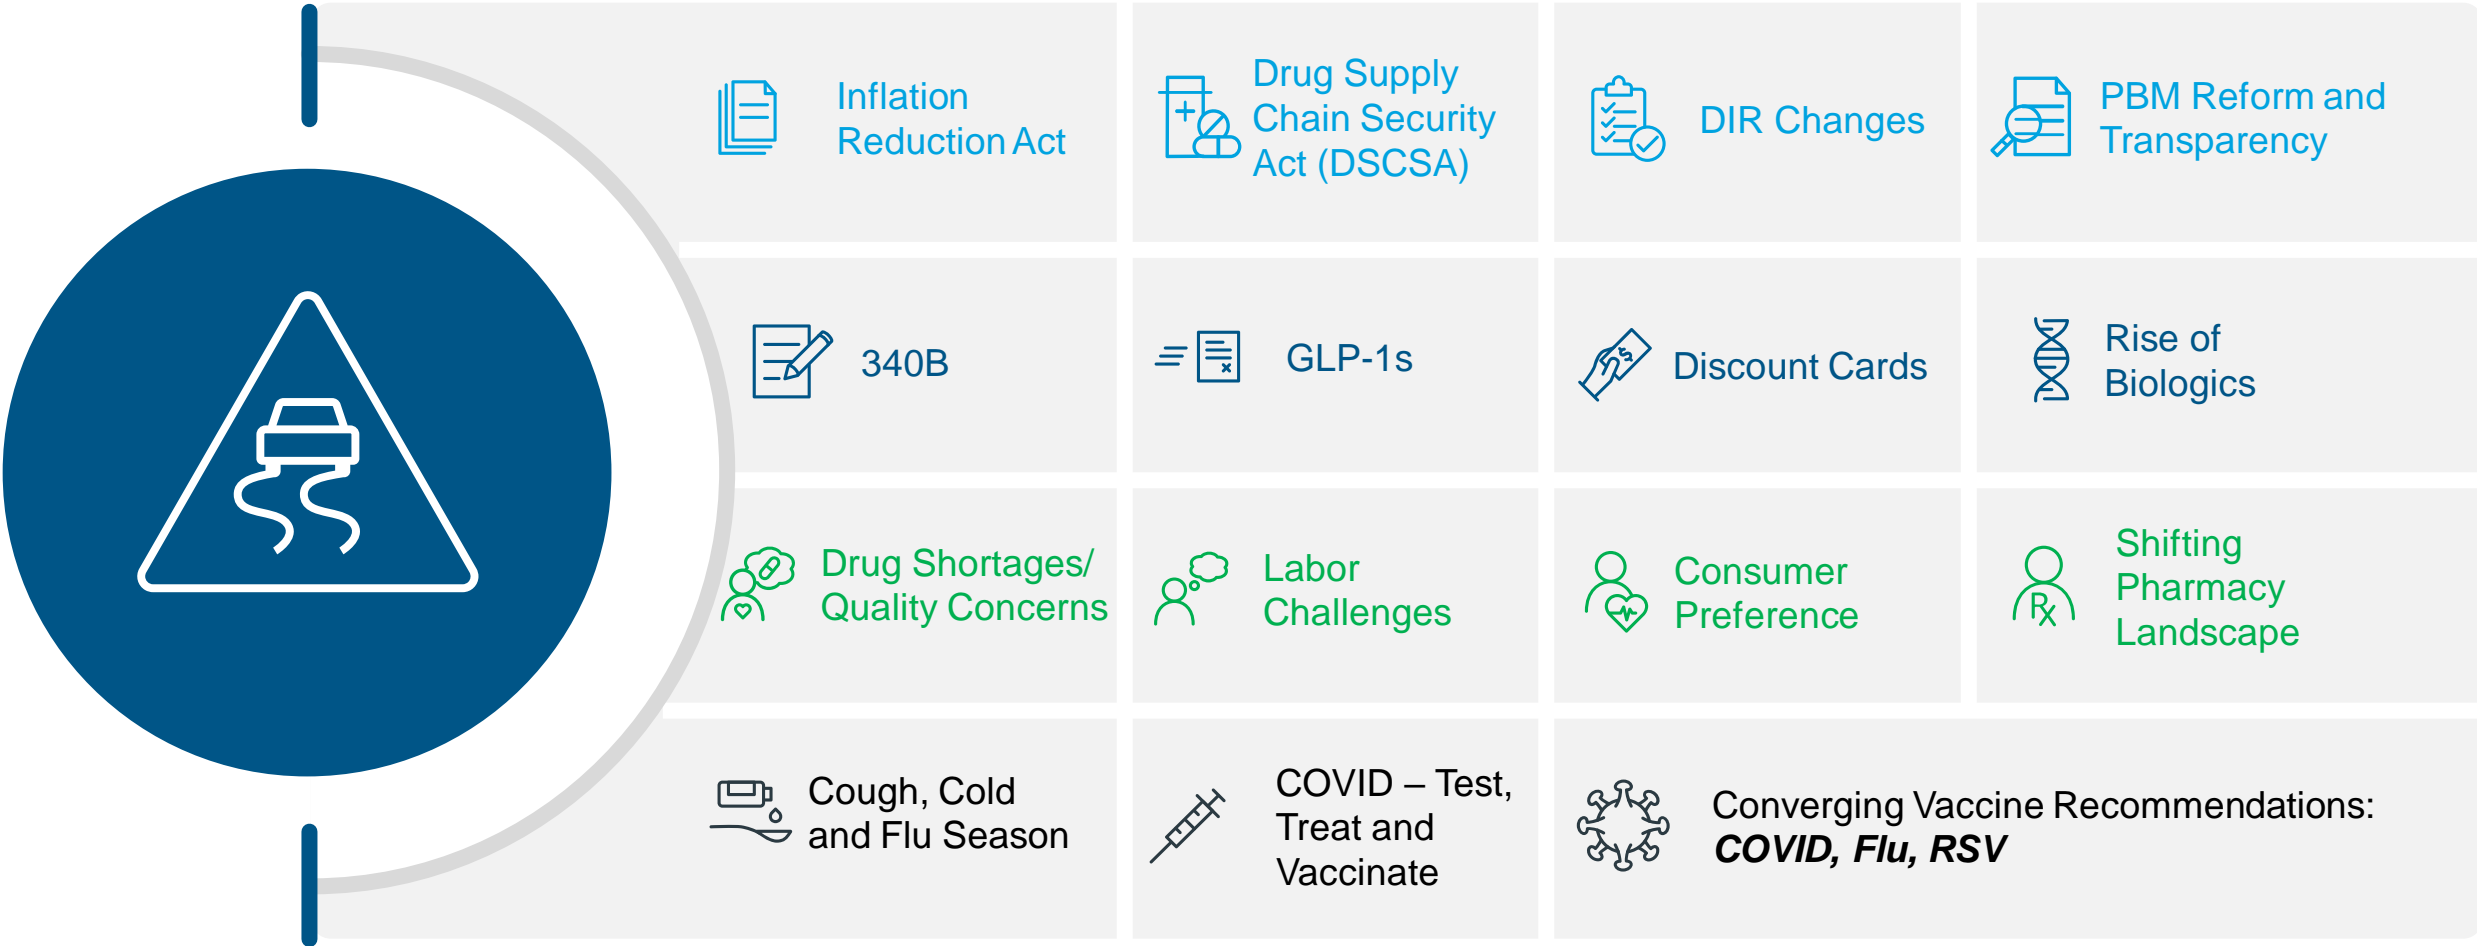 Inflation
Reduction Act
Drug Supply
Chain Security
Act (DSCSA)
DIR Changes
PBM Reform and
Transparency
340B
GLP-1s
Discount Cards
Rise of
Biologics
Drug Shortages/
Quality Concerns
Labor
Challenges
Consumer
Preference
Shifting
Pharmacy
Landscape
Cough, Cold
and Flu Season
COVID – Test,
Treat and
Vaccinate
Converging Vaccine Recommendations:
COVID, Flu, RSV